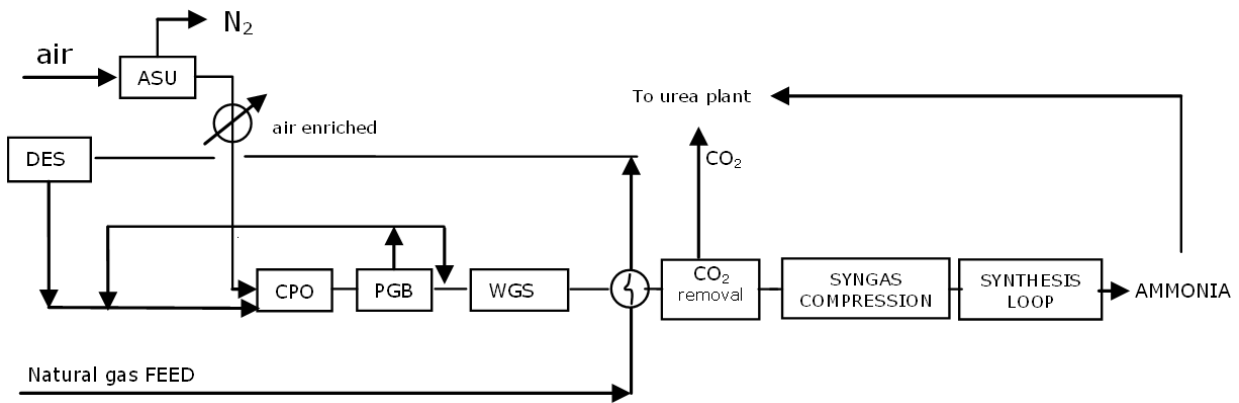 N₂
air
ASU
air enriched
To urea plant
DES
CO₂
CPO
PGB
WGS
CO₂
removal
SYNGAS
COMPRESSION
SYNTHESIS
LOOP
AMMONIA
Natural gas FEED